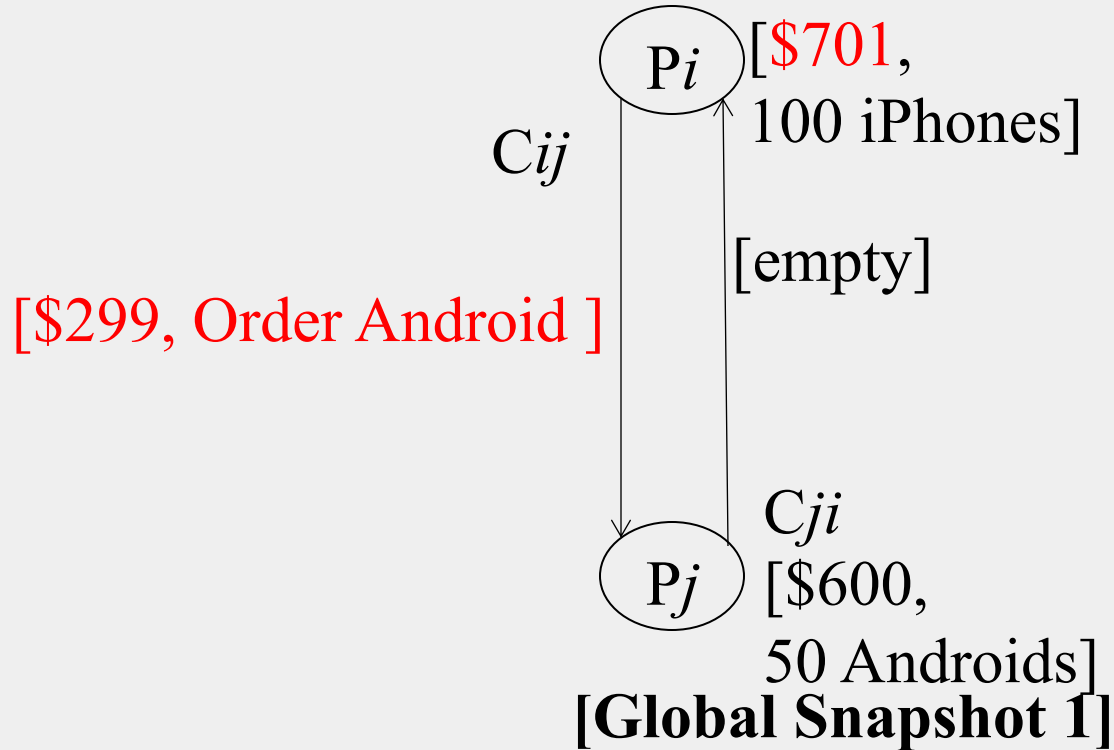 Pi
[$701,
100 iPhones]
Cij
[empty]
[$299, Order Android ]
Cji
Pj
[$600,
50 Androids]
[Global Snapshot 1]